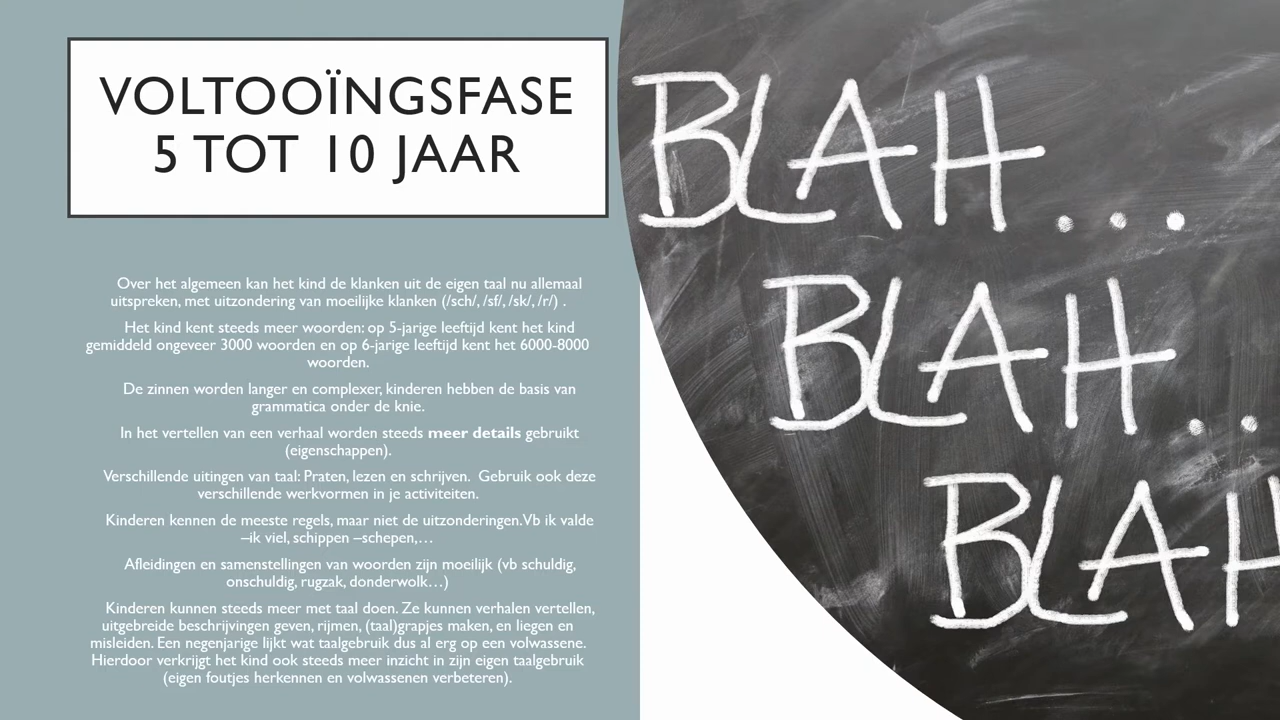 VOLTOOÏNGSFASE
5 TOT 10 JAAR
Over het algemeen kan het kind de klanken uit de eigen taal nu allemaal
uitspreken, met uitzondering van moeilijke klanken (/sch/, /sf/, /sk/, /r/) .
Het kind kent steeds meer woorden: op 5-jarige leeftijd kent het kind
gemiddeld ongeveer 3000 woorden en op 6-jarige leeftijd kent het 6000-8000
woorden.
De zinnen worden langer en complexer, kinderen hebben de basis van
grammatica onder de knie.
In het vertellen van een verhaal worden steeds meer details gebruikt
(eigenschappen).
Verschillende uitingen van taal: Praten, lezen en schrijven.  Gebruik ook deze
verschillende werkvormen in je activiteiten.
Kinderen kennen de meeste regels, maar niet de uitzonderingen.Vb ik valde
–ik viel, schippen –schepen,…
Afleidingen en samenstellingen van woorden zijn moeilijk (vb schuldig,
onschuldig, rugzak, donderwolk…)
Kinderen kunnen steeds meer met taal doen. Ze kunnen verhalen vertellen,
uitgebreide beschrijvingen geven, rijmen, (taal)grapjes maken, en liegen en
misleiden. Een negenjarige lijkt wat taalgebruik dus al erg op een volwassene.
Hierdoor verkrijgt het kind ook steeds meer inzicht in zijn eigen taalgebruik
(eigen foutjes herkennen en volwassenen verbeteren).
BLAH...
BLAH..
BLAH